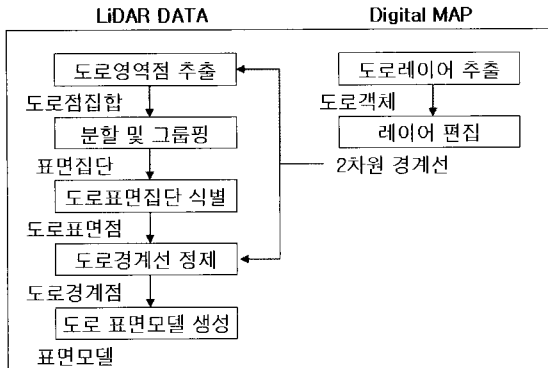 LiDAR DATA
도로영역점 추출
도로점집합
분할 및 그룹핑
표면집단
도로표면집단 식별
도로표면점
도로경계선 정제
도로경계점
도로 표면모델 생성
표면모델
Digital MAP
도로레이어 추출
도로객체
레이어 편집
2차원 경계선